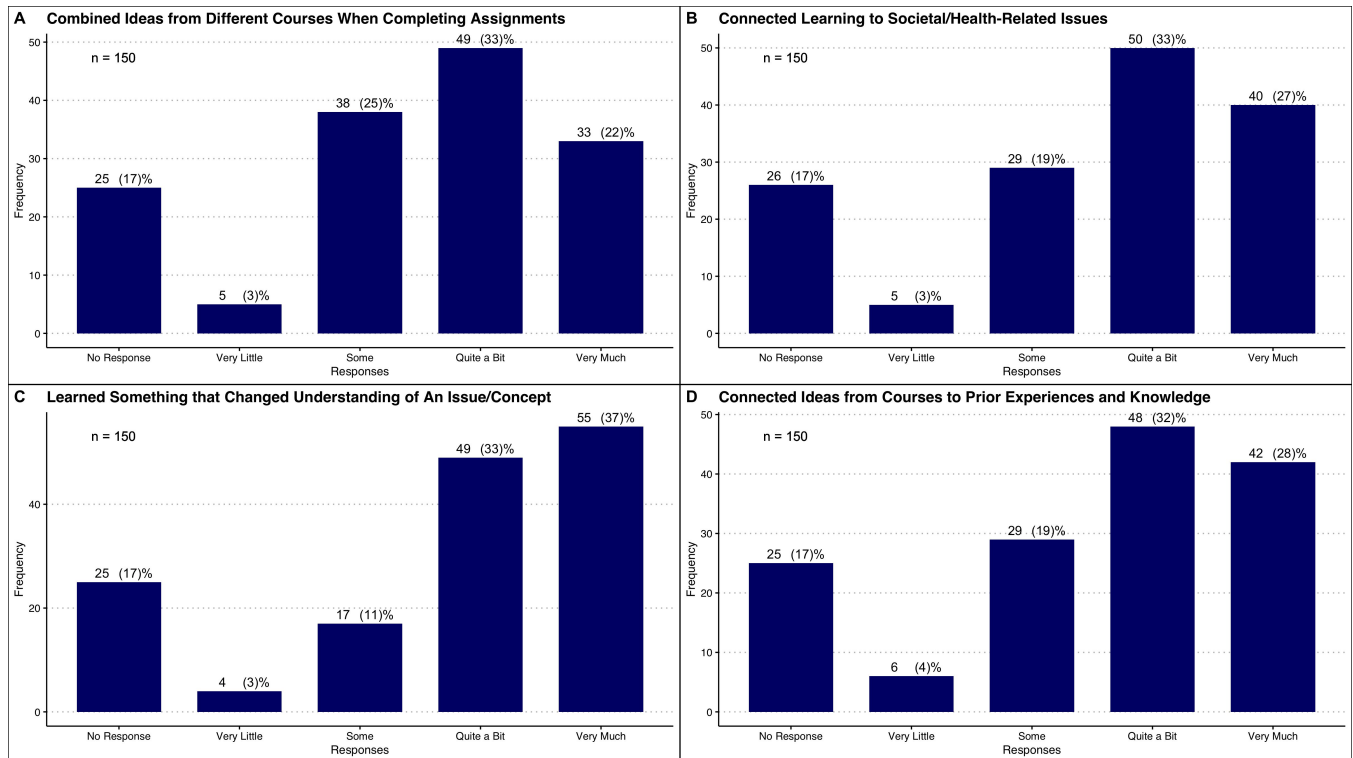 A Combined Ideas from Different Courses When Completing Assignments
n = 150
Frequency
50
40
30
20
10
0
25 (17)%
5 (3)%
38 (25)%
49 (33)%
33 (22)%
No Response Very Little Some Quite a Bit Very Much
Responses
B Connected Learning to Societal/Health-Related Issues
n = 150
Frequency
50
40
30
20
10
0
26 (17)%
5 (3)%
29 (19)%
50 (33)%
40 (27)%
No Response Very Little Some Quite a Bit Very Much
Responses
C Learned Something that Changed Understanding of An Issue/Concept
n = 150
Frequency
40
20
0
25 (17)%
4 (3)%
17 (11)%
49 (33)%
55 (37)%
No Response Very Little Some Quite a Bit Very Much
Responses
D Connected Ideas from Courses to Prior Experiences and Knowledge
n = 150
Frequency
50
40
30
20
10
0
25 (17)%
6 (4)%
29 (19)%
48 (32)%
42 (28)%
No Response Very Little Some Quite a Bit Very Much
Responses